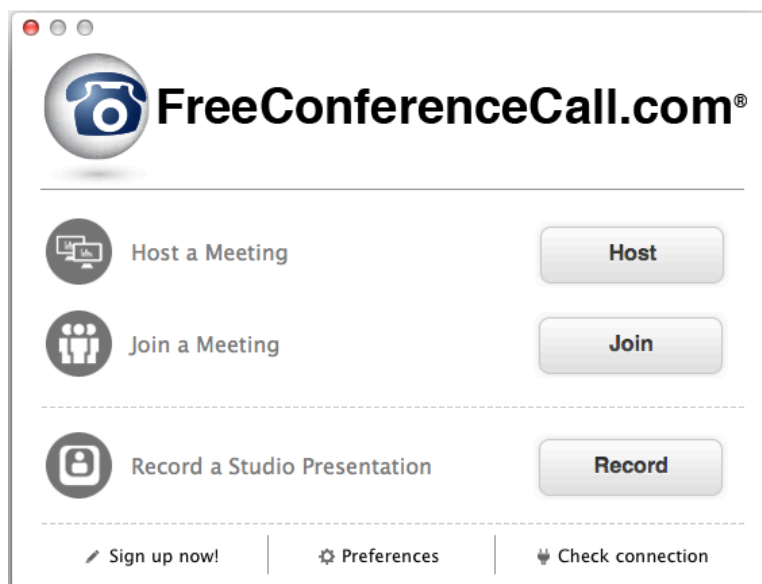 FreeConferenceCall.com®
Host a Meeting Host
Join a Meeting Join
Record a Studio Presentation Record
Sign up now! Preferences Check connection